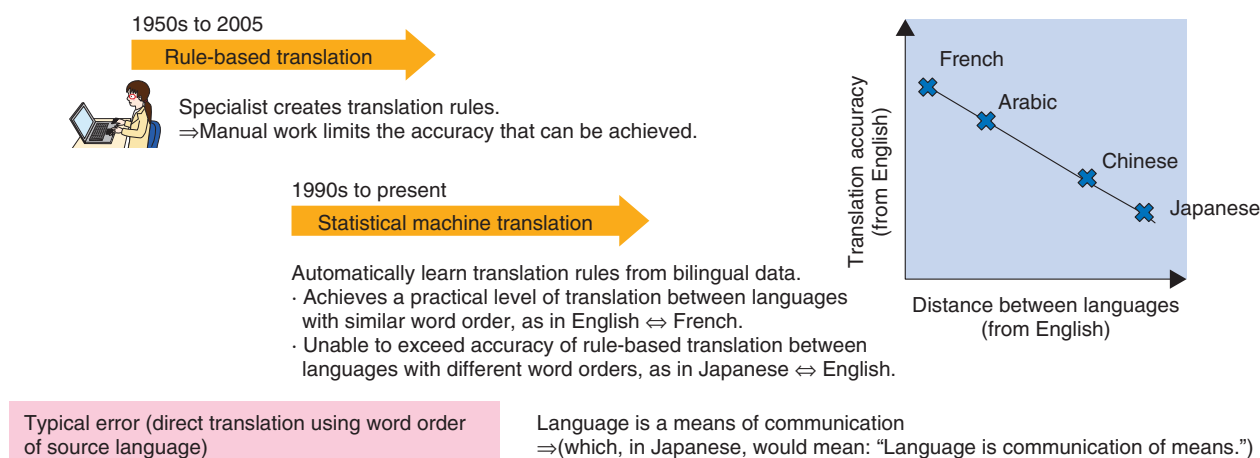 1950s to 2005
Rule-based translation
Specialist creates translation rules.
⇒Manual work limits the accuracy that can be achieved.
1990s to present
Statistical machine translation
Automatically learn translation rules from bilingual data.
· Achieves a practical level of translation between languages
with similar word order, as in English ⇔ French.
· Unable to exceed accuracy of rule-based translation between
languages with different word orders, as in Japanese ⇔ English.
Translation accuracy
(from English)
French
Arabic
Chinese
Japanese
Distance between languages
(from English)
Typical error (direct translation using word order
of source language)
Language is a means of communication
⇒(which, in Japanese, would mean: “Language is communication of means.”)